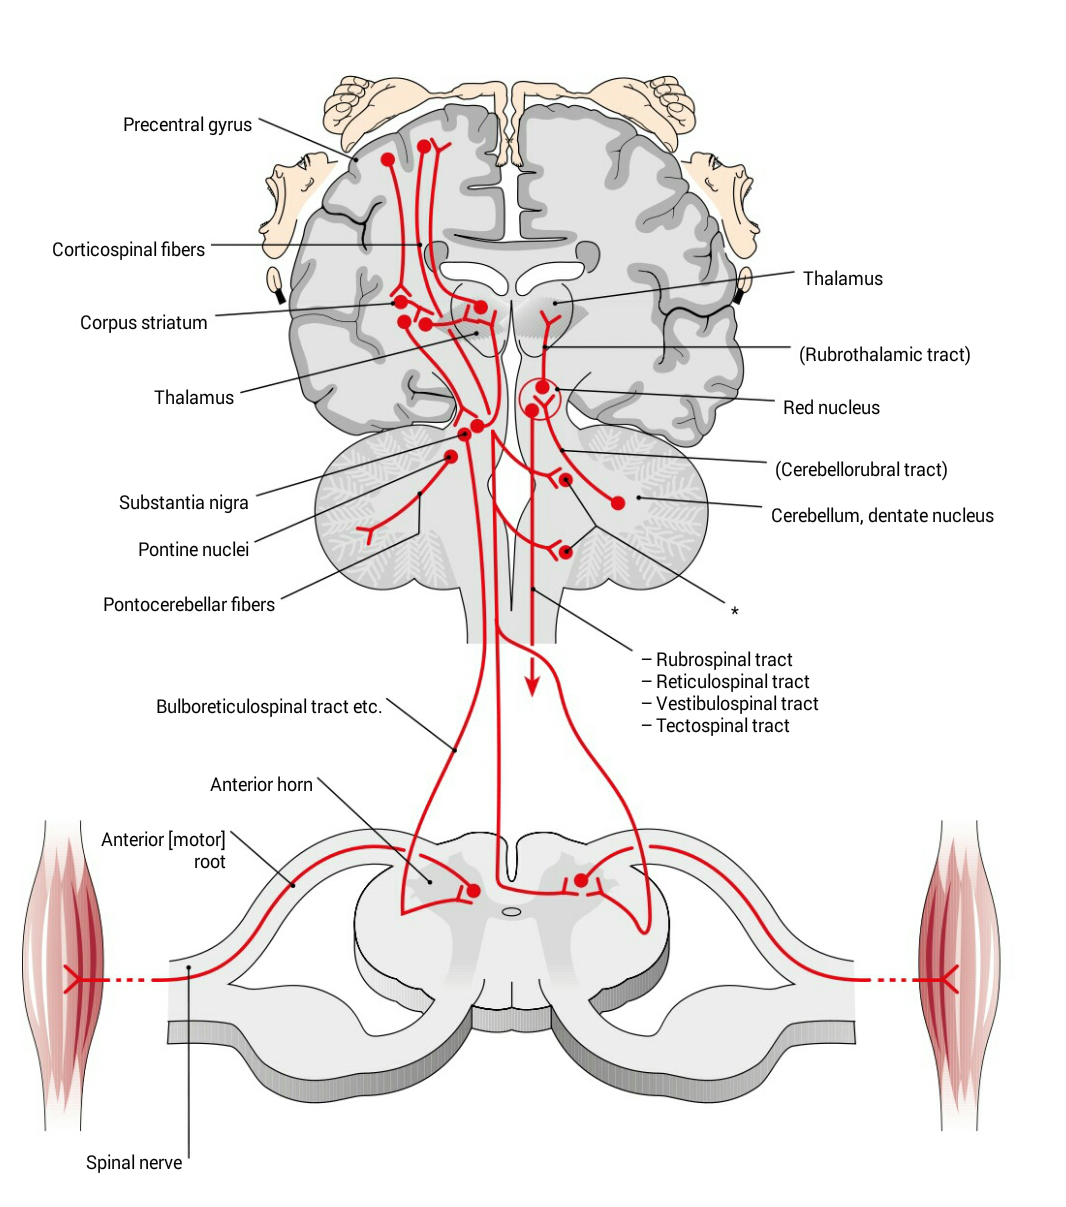 Precentral gyrus
Corticospinal fibers
Corpus striatum
Thalamus
Substantia nigra
Pontine nuclei
Pontocerebellar fibers
Thalamus
(Rubrothalamic tract)
Red nucleus
(Cerebellorubral tract)
Cerebellum, dentate nucleus
*
– Rubrospinal tract
– Reticulospinal tract
– Vestibulospinal tract
– Tectospinal tract
Bulboreticulospinal tract etc.
Anterior horn
Anterior [motor]
root
Spinal nerve